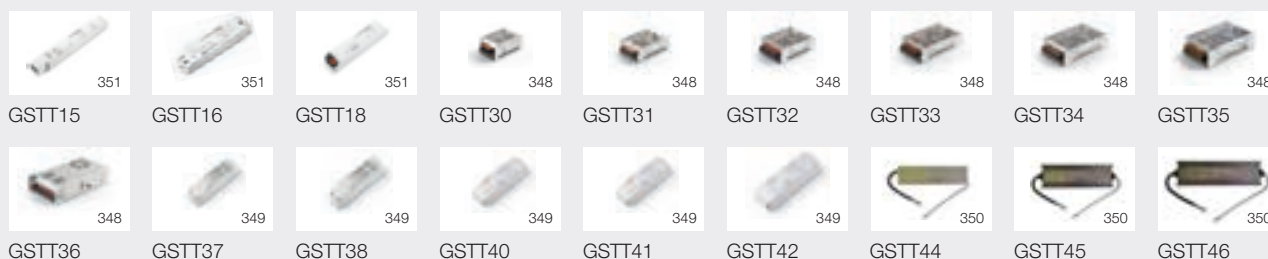 351 351 351 348 348 348 348 348 348
GSTT15 GSTT16 GSTT18 GSTT30 GSTT31 GSTT32 GSTT33 GSTT34 GSTT35
348 349 349 349 349 349 350 350 350
GSTT36 GSTT37 GSTT38 GSTT40 GSTT41 GSTT42 GSTT44 GSTT45 GSTT46